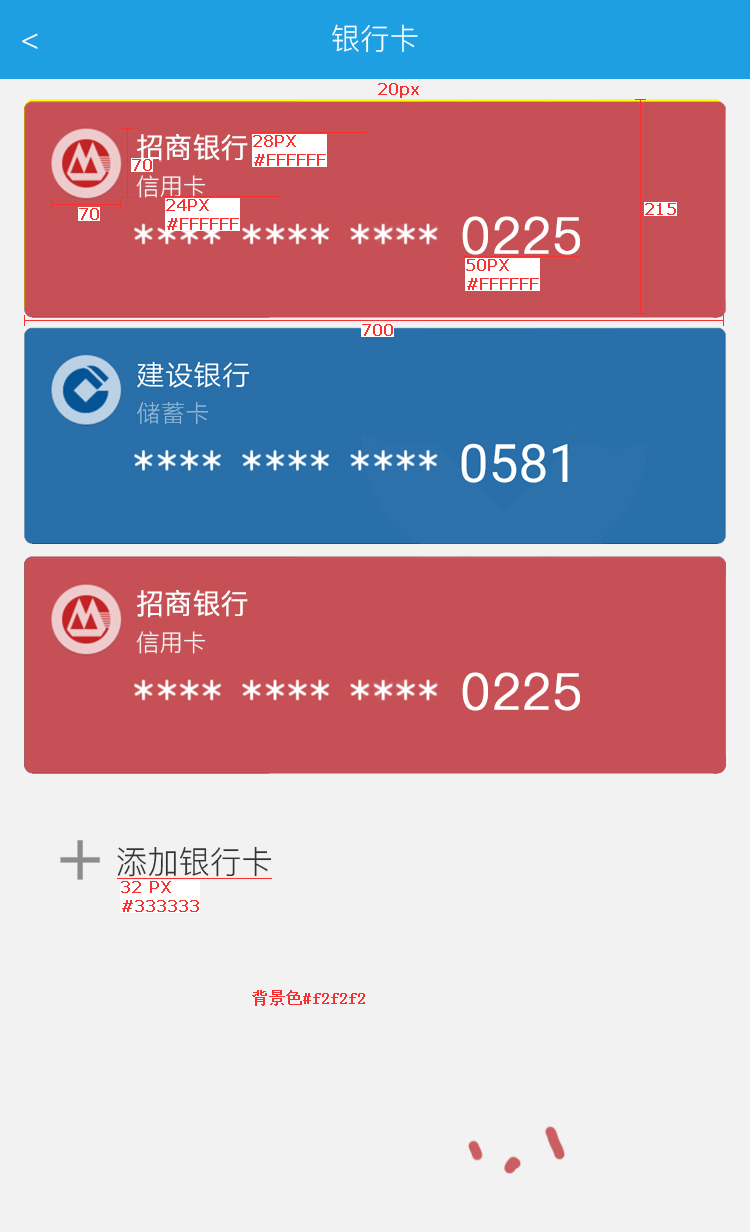 <
银行卡
20px
招商银行
28PX
#FFFFFF
70
信用卡
70
24PX
#FFFFFF
215
**** **** **** 0225
50PX
#FFFFFF
700
建设银行
储蓄卡
**** **** **** 0581
招商银行
信用卡
**** **** **** 0225
添加银行卡
32 PX
#333333
背景色#f2f2f2